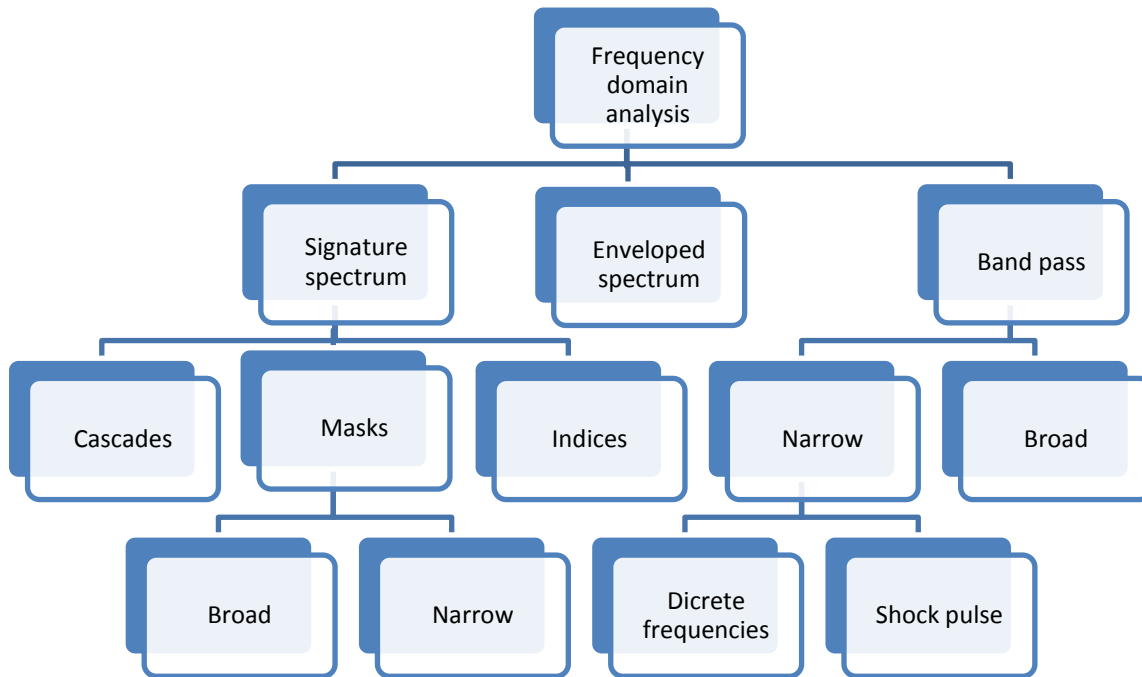 Frequency
domain
analysis
Signature
spectrum
Enveloped
spectrum
Band pass
Cascades
Masks
Indices
Narrow
Broad
Broad
Narrow
Dicrete
frequencies
Shock pulse